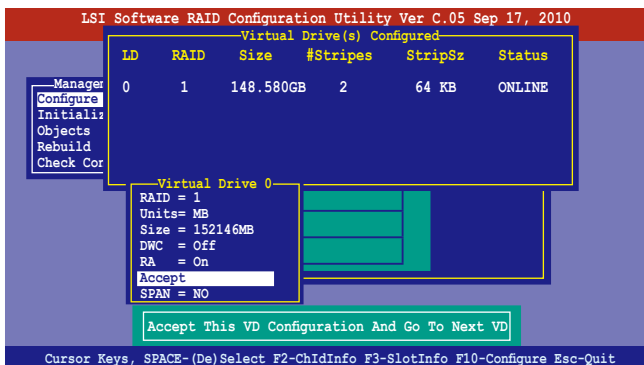 LSI Software RAID Configuration Utility Ver C.05 Sep 17, 2010
Virtual Drive(s) Configured
LD RAID Size #Stripes StripSz Status
0 1 148.580GB 2 64 KB ONLINE
Managem
Configure
Initializ
Objects
Rebuild
Check Con
Virtual Drive 0
RAID = 1
Units= MB
Size = 152146MB
DWC = Off
RA = On
Accept
SPAN = NO
Accept This VD Configuration And Go To Next VD
Cursor Keys, SPACE-(De)Select F2-ChIdInfo F3-SlotInfo F10-Configure Esc-Quit